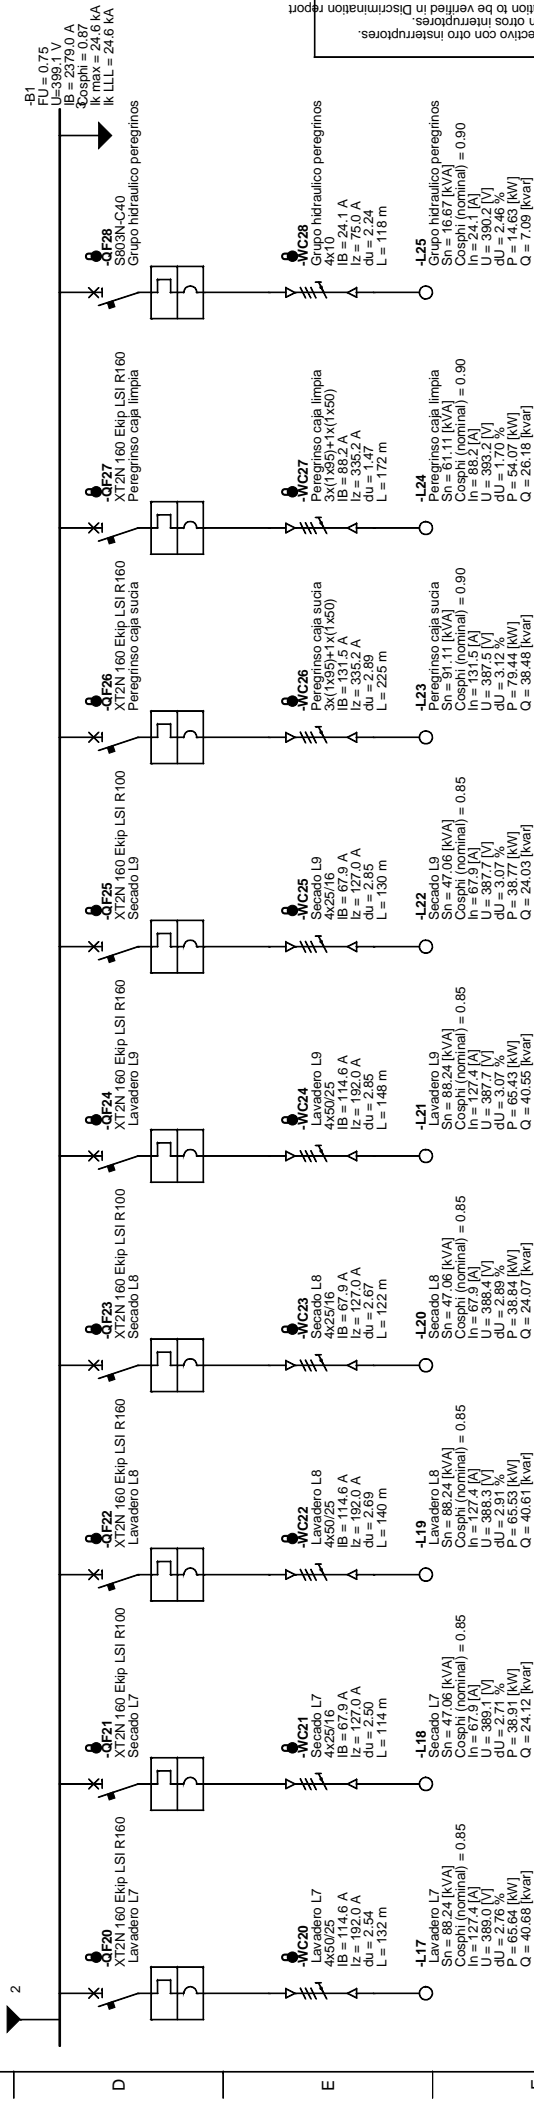 2
-B1
FU = 0.75
U=399.1 V
IB = 2379.0 A
Cosphi = 0.87
Ik max = 24.6 kA
Ik LLL = 24.6 kA
3
D
-QF20
XT2N 160 Ekip LSI R160
Lavadero L7
-QF21
XT2N 160 Ekip LSI R100
Secado L7
-QF22
XT2N 160 Ekip LSI R160
Lavadero L8
-QF23
XT2N 160 Ekip LSI R100
Secado L8
-QF24
XT2N 160 Ekip LSI R160
Lavadero L9
-QF25
XT2N 160 Ekip LSI R100
Secado L9
-QF26
XT2N 160 Ekip LSI R160
Peregrinso caja sucia
-QF27
XT2N 160 Ekip LSI R160
Peregrinso caja limpia
-QF28
S803N-C40
Grupo hidraulico peregrinos
E
-WC20
Lavadero L7
4x50/25
IB = 114.6 A
Iz = 192.0 A
du = 2.54
L = 132 m
-WC21
Secado L7
4x25/16
IB = 67.9 A
Iz = 127.0 A
du = 2.50
L = 114 m
-WC22
Lavadero L8
4x50/25
IB = 114.6 A
Iz = 192.0 A
du = 2.69
L = 140 m
-WC23
Secado L8
4x25/16
IB = 67.9 A
Iz = 127.0 A
du = 2.67
L = 122 m
-WC24
Lavadero L9
4x50/25
IB = 114.6 A
Iz = 192.0 A
du = 2.85
L = 148 m
-WC25
Secado L9
4x25/16
IB = 67.9 A
Iz = 127.0 A
du = 2.85
L = 130 m
-WC26
Peregrinso caja sucia
3x(1x95)+1x(1x50)
IB = 131.5 A
Iz = 335.2 A
du = 2.89
L = 225 m
-WC27
Peregrinso caja limpia
3x(1x95)+1x(1x50)
IB = 88.2 A
Iz = 335.2 A
du = 1.47
L = 172 m
-WC28
Grupo hidraulico peregrinos
4x10
IB = 24.1 A
Iz = 75.0 A
du = 2.24
L = 118 m
-L17
Lavadero L7
Sn = 88.24 [kVA]
Cosphi (nominal) = 0.85
In = 127.4 [A]
U = 389.0 [V]
dU = 2.76 %
P = 65.64 [kW]
Q = 40.68 [kvar]
-L18
Secado L7
Sn = 47.06 [kVA]
Cosphi (nominal) = 0.85
In = 67.9 [A]
U = 389.1 [V]
dU = 2.71 %
P = 38.91 [kW]
Q = 24.12 [kvar]
-L19
Lavadero L8
Sn = 88.24 [kVA]
Cosphi (nominal) = 0.85
In = 127.4 [A]
U = 388.3 [V]
dU = 2.91 %
P = 65.53 [kW]
Q = 40.61 [kvar]
-L20
Secado L8
Sn = 47.06 [kVA]
Cosphi (nominal) = 0.85
In = 67.9 [A]
U = 388.4 [V]
dU = 2.89 %
P = 38.84 [kW]
Q = 24.07 [kvar]
-L21
Lavadero L9
Sn = 88.24 [kVA]
Cosphi (nominal) = 0.85
In = 127.4 [A]
U = 387.7 [V]
dU = 3.07 %
P = 65.43 [kW]
Q = 40.55 [kvar]
-L22
Secado L9
Sn = 47.06 [kVA]
Cosphi (nominal) = 0.85
In = 67.9 [A]
U = 387.7 [V]
dU = 3.07 %
P = 38.77 [kW]
Q = 24.03 [kvar]
-L23
Peregrinso caja sucia
Sn = 91.11 [kVA]
Cosphi (nominal) = 0.90
In = 131.5 [A]
U = 387.5 [V]
dU = 3.12 %
P = 79.44 [kW]
Q = 38.48 [kvar]
-L24
Peregrinso caja limpia
Sn = 61.11 [kVA]
Cosphi (nominal) = 0.90
In = 88.2 [A]
U = 393.2 [V]
dU = 1.70 %
P = 54.07 [kW]
Q = 26.18 [kvar]
-L25
Grupo hidraulico peregrinos
Sn = 16.67 [kVA]
Cosphi (nominal) = 0.90
In = 24.1 [A]
U = 390.2 [V]
dU = 2.46 %
P = 14.63 [kW]
Q = 7.09 [kvar]
ectivo con otro insterruptores.
otros interruptores.
tion to be verified in Discrimination report